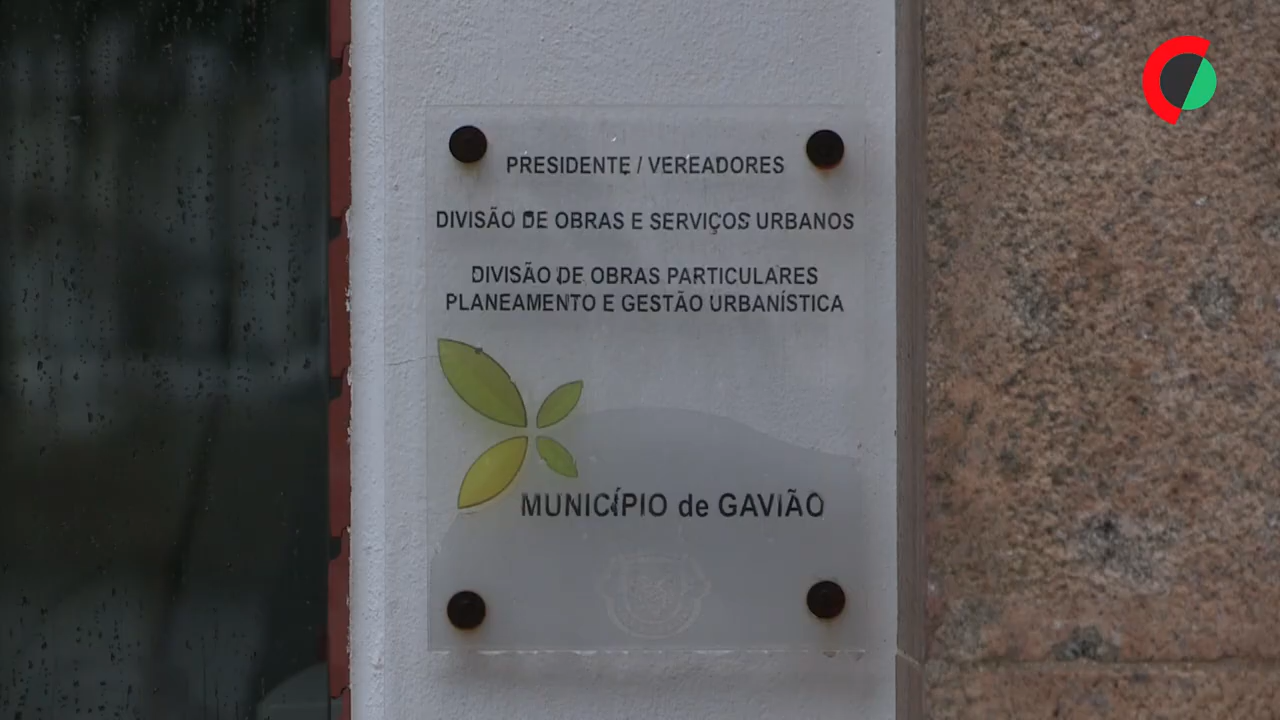 PRESIDENTE / VEREADORES
DIVISÃO DE OBRAS E SERVIÇOS URBANOS
DIVISÃO DE OBRAS PARTICULARES
PLANEAMENTO E GESTÃO URBANÍSTICA
MUNICÍPIO de GAVIÃO